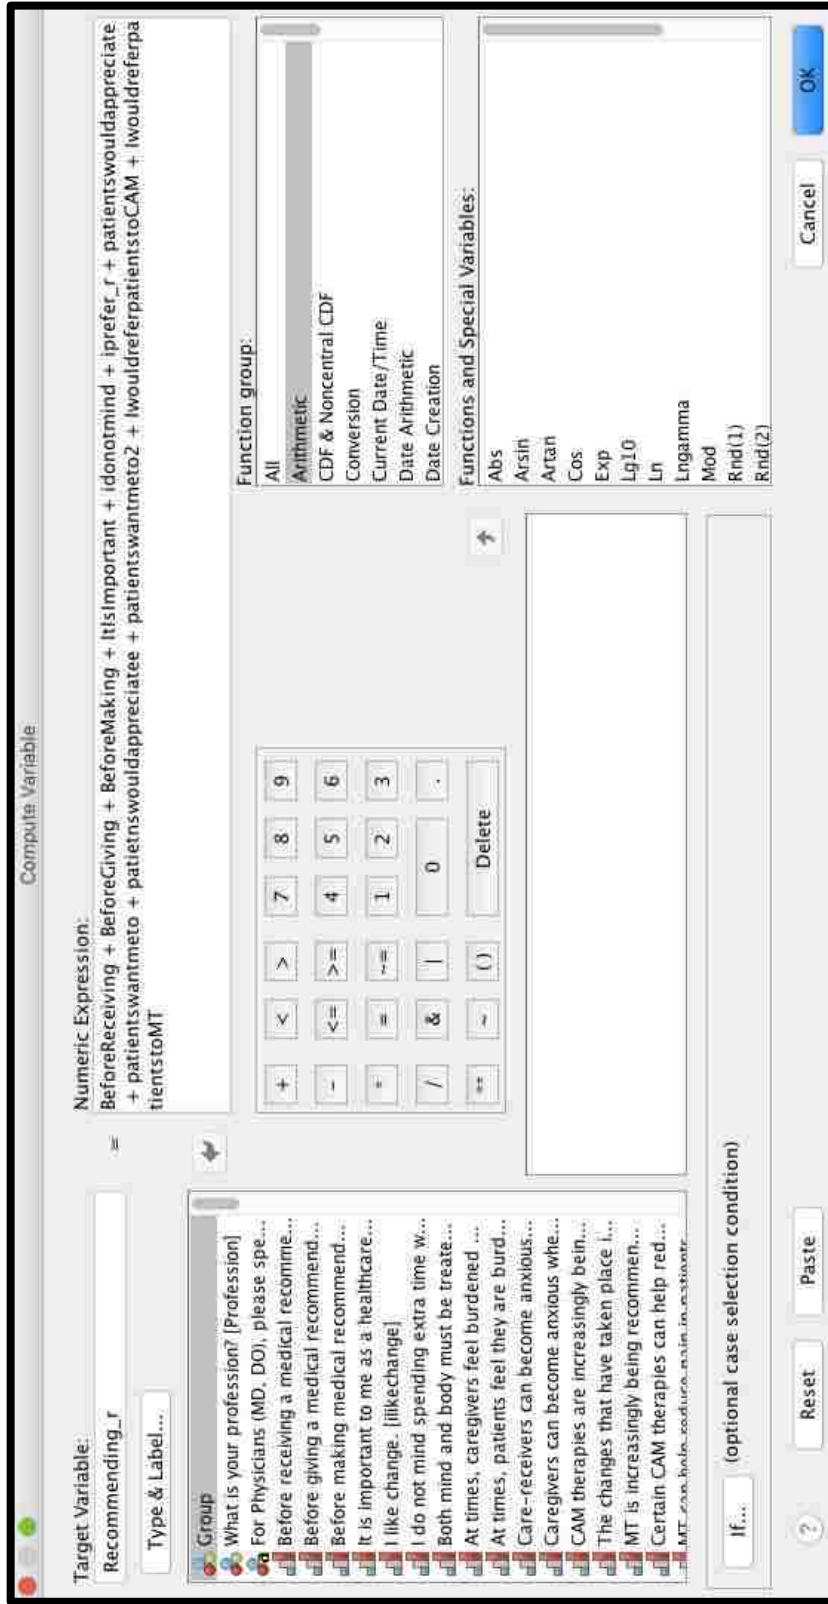 Compute Variable
Target Variable:
Recommending_r
=
Type & Label...
Numeric Expression:
BeforeReceiving + BeforeGiving + BeforeMaking + ItIsImportant + idonotmind + iprefer_r + patientswouldappreciate
+ patientswantmeto + patietnswouldappreciatee + patientswantmeto2 + Iwouldreferpatientstocam + Iwouldreferpa
tientstoMT
Group
What is your profession? [Profession]
For Physicians (MD, DO), please spe...
Before receiving a medical recomme...
Before giving a medical recommend...
Before making medical recommend...
It is important to me as a healthcare...
I like change. [ilikechange]
I do not mind spending extra time w...
Both mind and body must be treate...
At times, caregivers feel burdened ...
At times, patients feel they are burd...
Care-receivers can become anxious...
Caregivers can become anxious whe...
CAM therapies are increasingly bein...
The changes that have taken place i...
MT is increasingly being recommen...
Certain CAM therapies can help red...
MT can help reduce pain in patients
+ < > 7 8 9
- <= >= 4 5 6
* = ~= 1 2 3
/ & | 0 .
** ~ () Delete
Function group:
All
Arithmetic
CDF & Noncentral CDF
Conversion
Current Date/Time
Date Arithmetic
Date Creation
Functions and Special Variables:
Abs
Arsin
Artan
Cos
Exp
Lg10
Ln
Lngamma
Mod
Rnd(1)
Rnd(2)
If... (optional case selection condition)
? Reset Paste Cancel OK